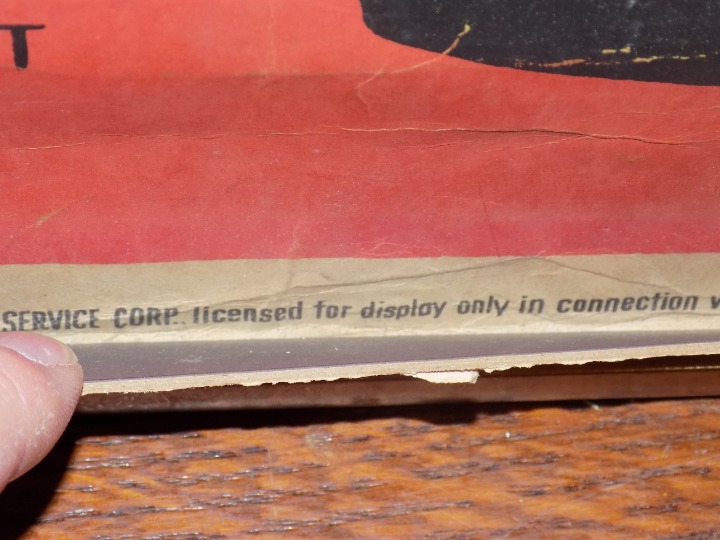 T
SERVICE CORP. licensed for display only in connection